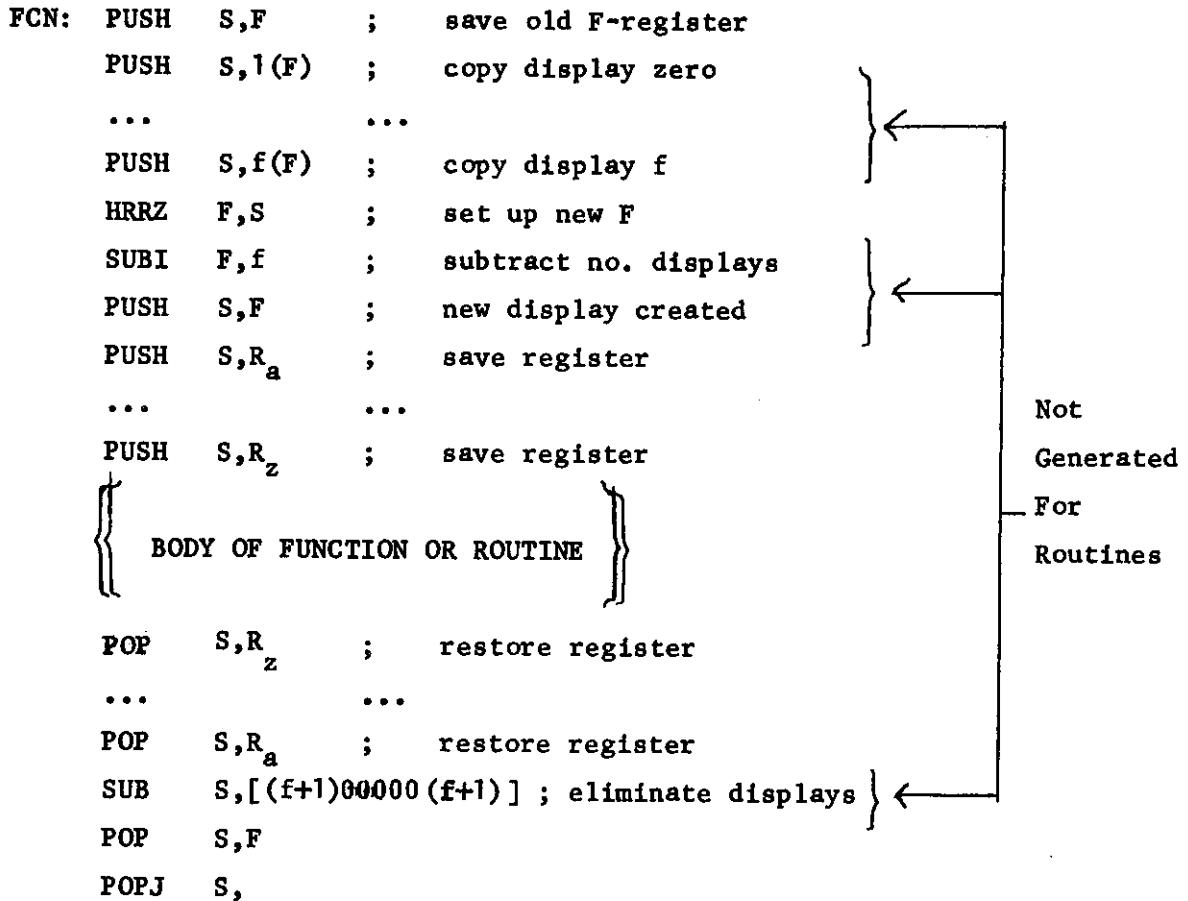 FCN: PUSH S,F ; save old F-register
PUSH S,1(F) ; copy display zero
... ...
PUSH S,f(F) ; copy display f
HRRZ F,S ; set up new F
SUBI F,f ; subtract no. displays
PUSH S,F ; new display created
PUSH S,Ra ; save register
... ...
PUSH S,Rz ; save register
BODY OF FUNCTION OR ROUTINE
POP S,Rz ; restore register
... ...
POP S,Ra ; restore register
SUB S,[(f+1)00000(f+1)] ; eliminate displays
POP S,F
POPJ S,
Not
Generated
For
Routines